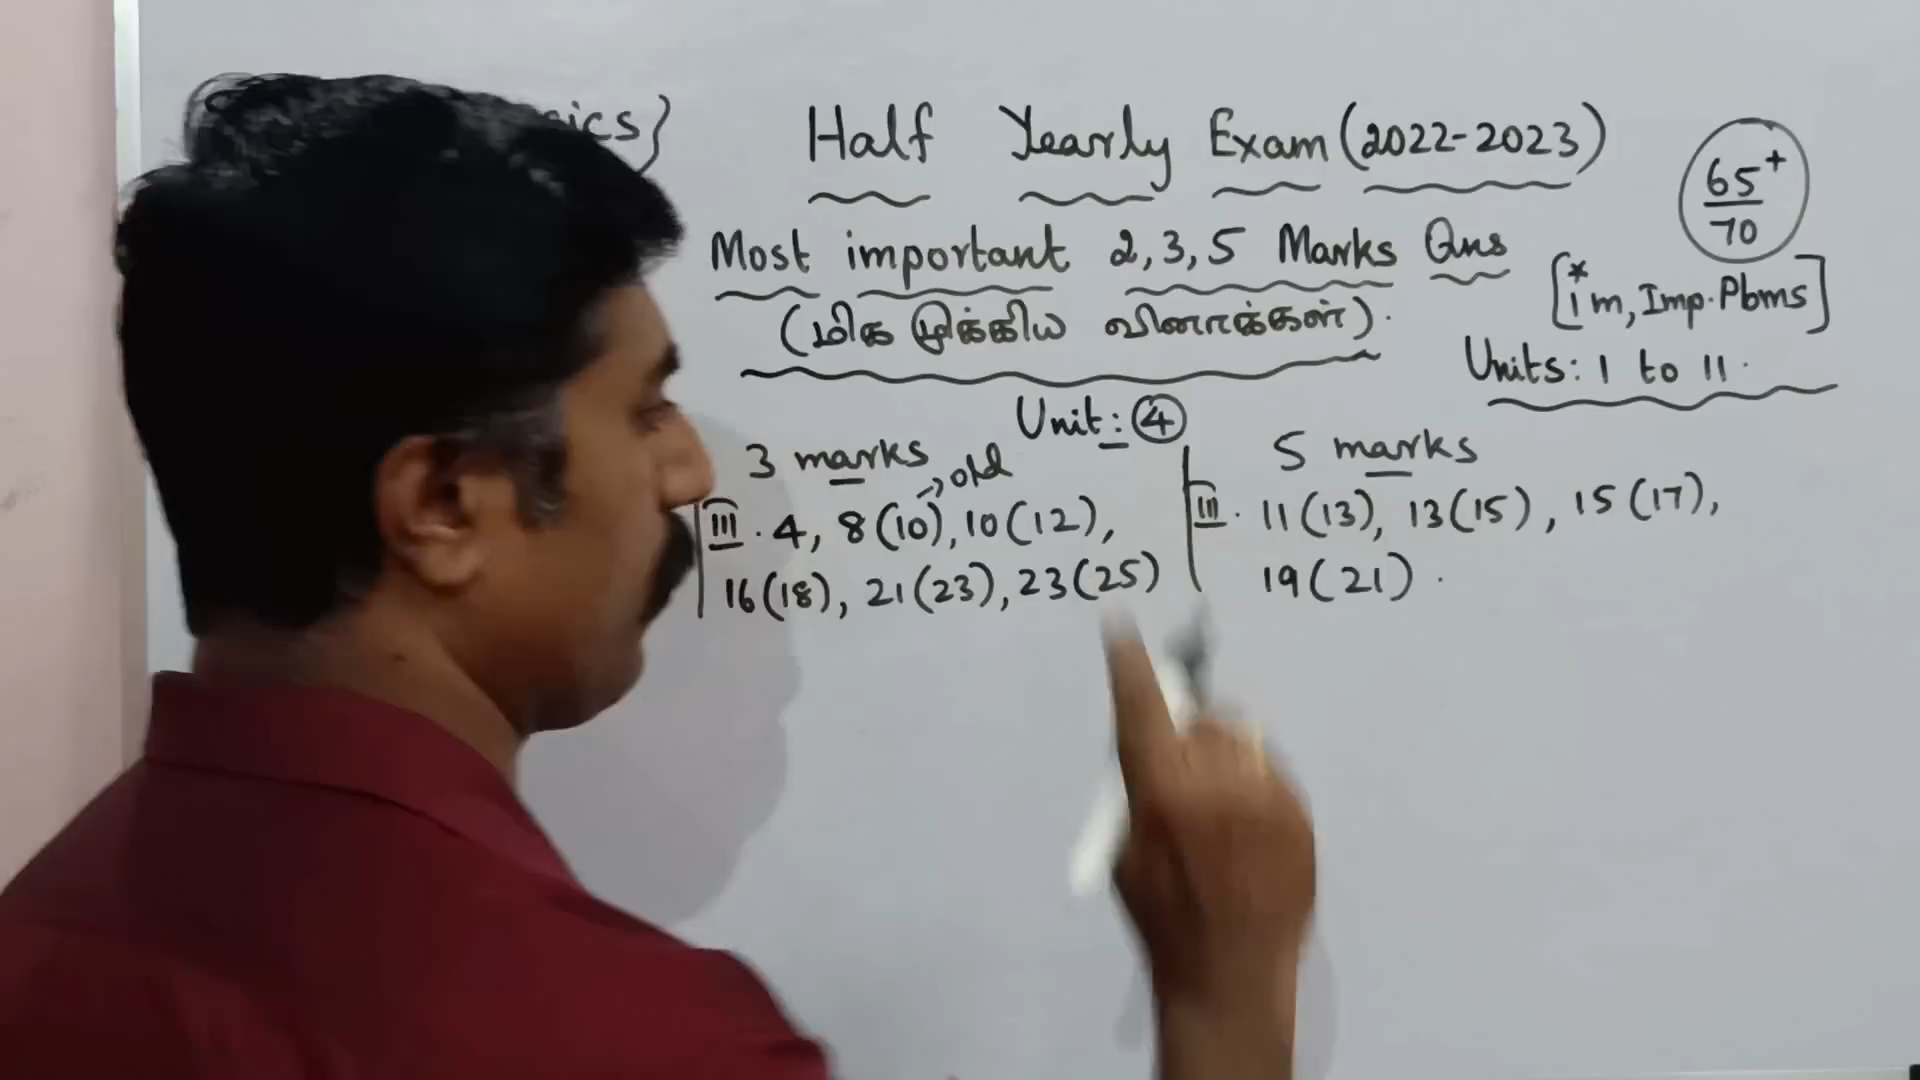 Half Yearly Exam (2022-2023)
65+
70
Most important 2,3,5 Marks Qns
(மிக முக்கிய வினாக்கள்).
[*1m, Imp. Pbms]
Units: 1 to 11.
Unit: 4
3 marks
→ old
III. 4, 8(10), 10(12),
16(18), 21(23), 23(25)
5 marks
III. 11(13), 13(15), 15(17),
19(21).